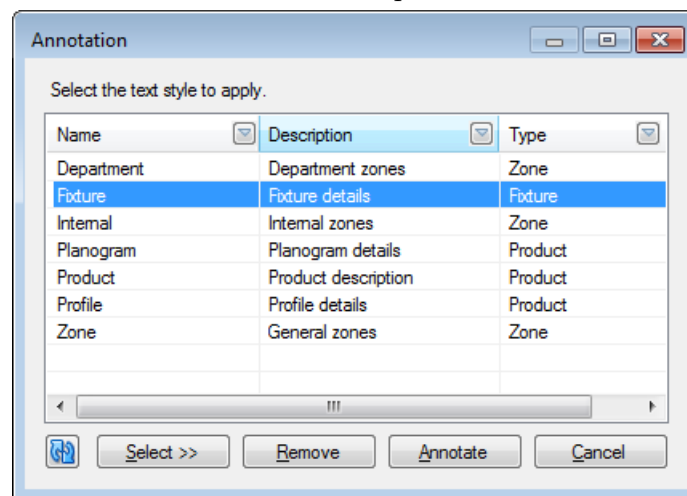 Annotation
Select the text style to apply.
Name Description Type
Department Department zones Zone
Fixture Fixture details Fixture
Internal Internal zones Zone
Planogram Planogram details Product
Product Product description Product
Profile Profile details Product
Zone General zones Zone
Select >> Remove Annotate Cancel